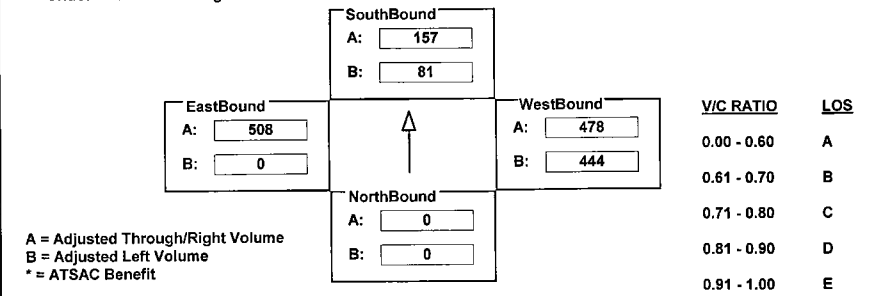 SouthBound
A: 157
B: 81
EastBound
A: 508
B: 0
WestBound
A: 478
B: 444
NorthBound
A: 0
B: 0
A = Adjusted Through/Right Volume
B = Adjusted Left Volume
* = ATSAC Benefit
V/C RATIO LOS
0.00 - 0.60 A
0.61 - 0.70 B
0.71 - 0.80 C
0.81 - 0.90 D
0.91 - 1.00 E